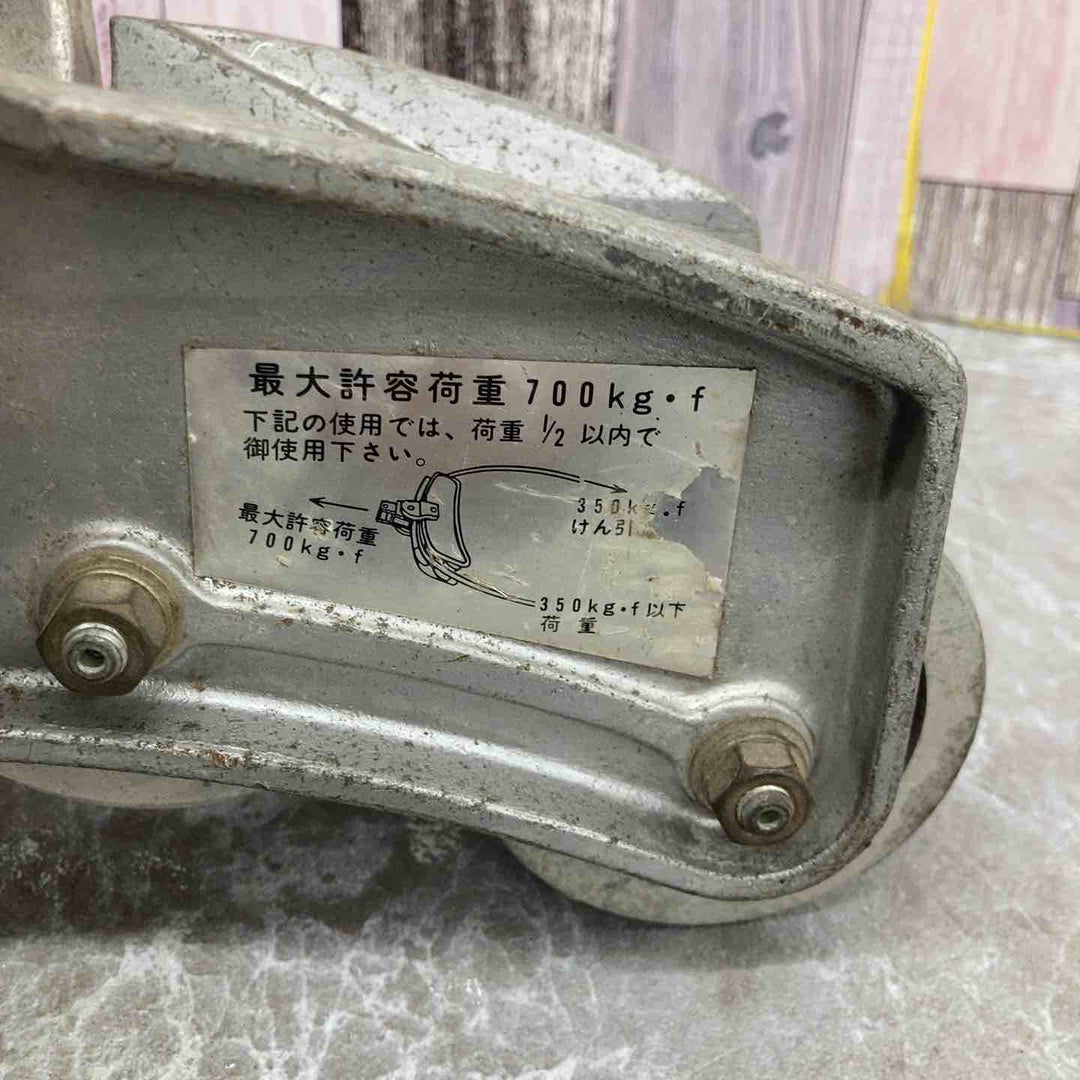 最大許容荷重 700kg・f
下記の使用では、荷重 1/2 以内で
御使用下さい。
最大許容荷重
700kg・f
350k .f
けん引
350kg・f以下
荷重